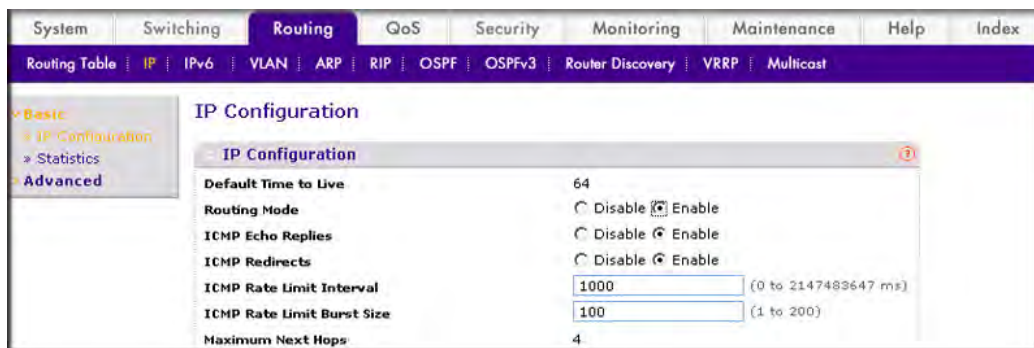 System Switching Routing QoS Security Monitoring Maintenance Help Index
Routing Table IP IPv6 VLAN ARP RIP OSPF OSPFv3 Router Discovery VRRP Multicast
Basic
» IP Configuration
» Statistics
Advanced
IP Configuration
IP Configuration
Default Time to Live 64
Routing Mode Disable Enable
ICMP Echo Replies Disable Enable
ICMP Redirects Disable Enable
ICMP Rate Limit Interval 1000 (0 to 2147483647 ms)
ICMP Rate Limit Burst Size 100 (1 to 200)
Maximum Next Hops 4